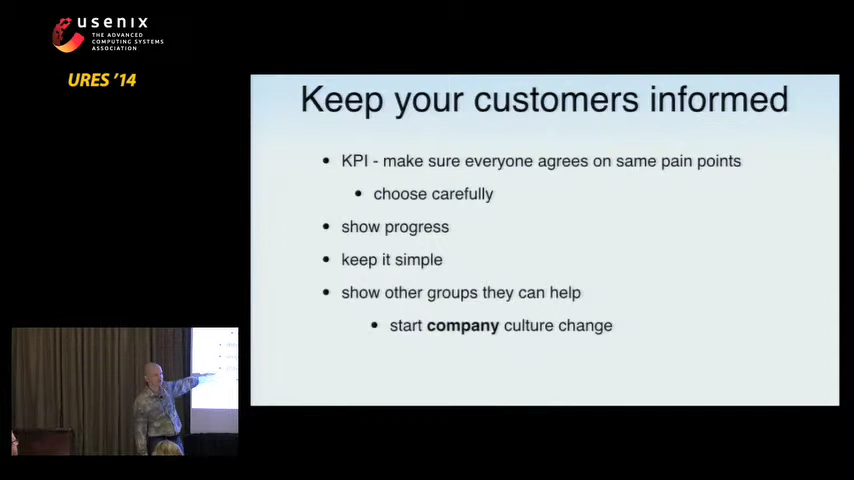 usenix
THE ADVANCED
COMPUTING SYSTEMS
ASSOCIATION
URES '14
Keep your customers informed
• KPI - make sure everyone agrees on same pain points
• choose carefully
• show progress
• keep it simple
• show other groups they can help
• start company culture change